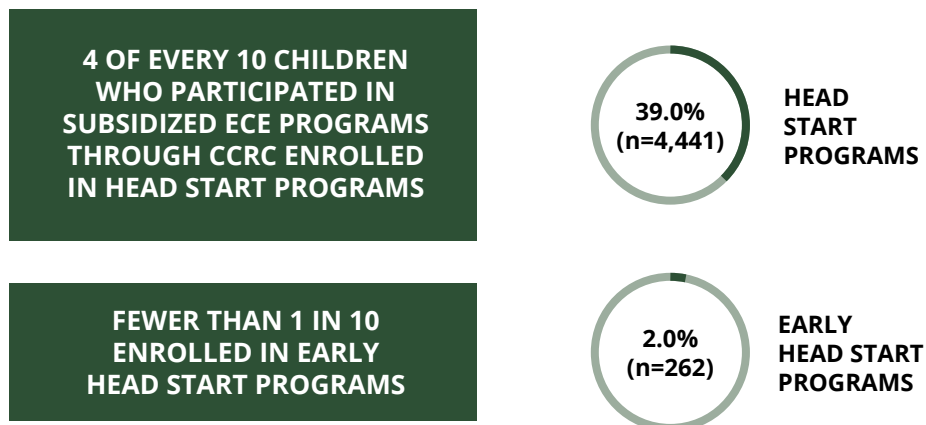 4 OF EVERY 10 CHILDREN
WHO PARTICIPATED IN
SUBSIDIZED ECE PROGRAMS
THROUGH CCRC ENROLLED
IN HEAD START PROGRAMS
39.0%
(n=4,441)
HEAD
START
PROGRAMS
FEWER THAN 1 IN 10
ENROLLED IN EARLY
HEAD START PROGRAMS
2.0%
(n=262)
EARLY
HEAD START
PROGRAMS